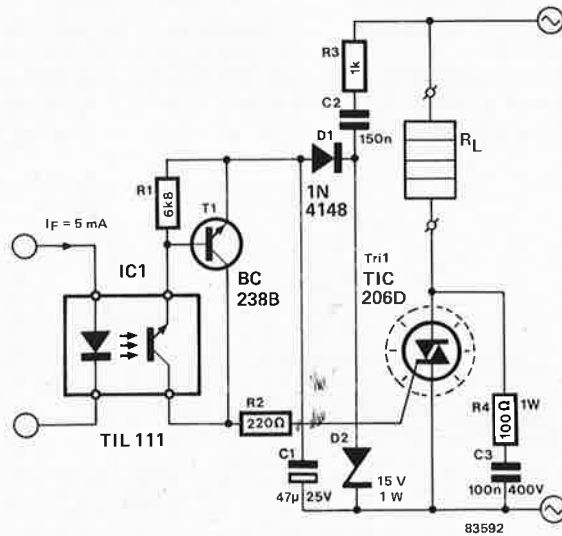 R3
1k
C2
150n
D1
1N
4148
R1
6k8
T1
BC
238B
IF = 5 mA
IC1
TIL 111
RL
Tri1
TIC
206D
R2
220Ω
R4
100Ω
1W
C3
100n 400V
C1
47µ 25V
D2
15 V
1 W
83592